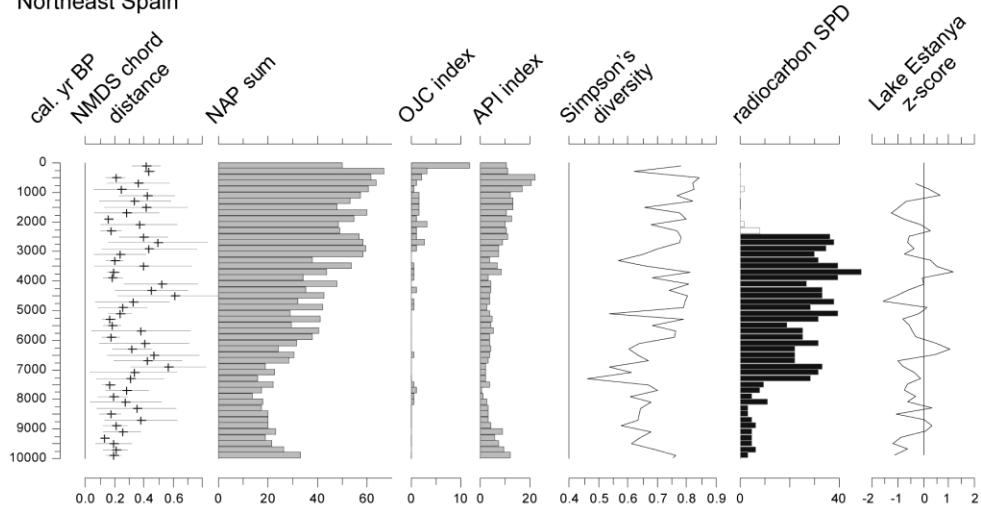 Northeast Spain
cal. yr BP
NMDS chord
distance
NAP sum
OJC index
API index
Simpson's
diversity
radiocarbon SPD
Lake Estanya
z-score
0
1000
2000
3000
4000
5000
6000
7000
8000
9000
10000
0.0 0.2 0.4 0.6
0 20 40 60
0 10
0 20
0.4 0.5 0.6 0.7 0.8 0.9
0 20 40
-2 -1 0 1 2